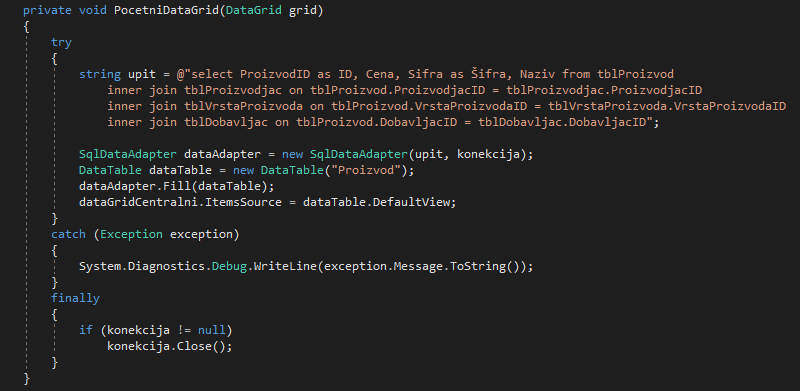 private void PocetniDataGrid(DataGrid grid)
{
try
{
string upit = @"select ProizvodID as ID, Cena, Sifra as Šifra, Naziv from tblProizvod
inner join tblProizvodjac on tblProizvod.ProizvodjacID = tblProizvodjac.ProizvodjacID
inner join tblVrstaProizvoda on tblProizvod.VrstaProizvodaID = tblVrstaProizvoda.VrstaProizvodaID
inner join tblDobavljac on tblProizvod.DobavljacID = tblDobavljac.DobavljacID";
SqlDataAdapter dataAdapter = new SqlDataAdapter(upit, konekcija);
DataTable dataTable = new DataTable("Proizvod");
dataAdapter.Fill(dataTable);
dataGridCentralni.ItemsSource = dataTable.DefaultView;
}
catch (Exception exception)
{
System.Diagnostics.Debug.WriteLine(exception.Message.ToString());
}
finally
{
if (konekcija != null)
konekcija.Close();
}
}